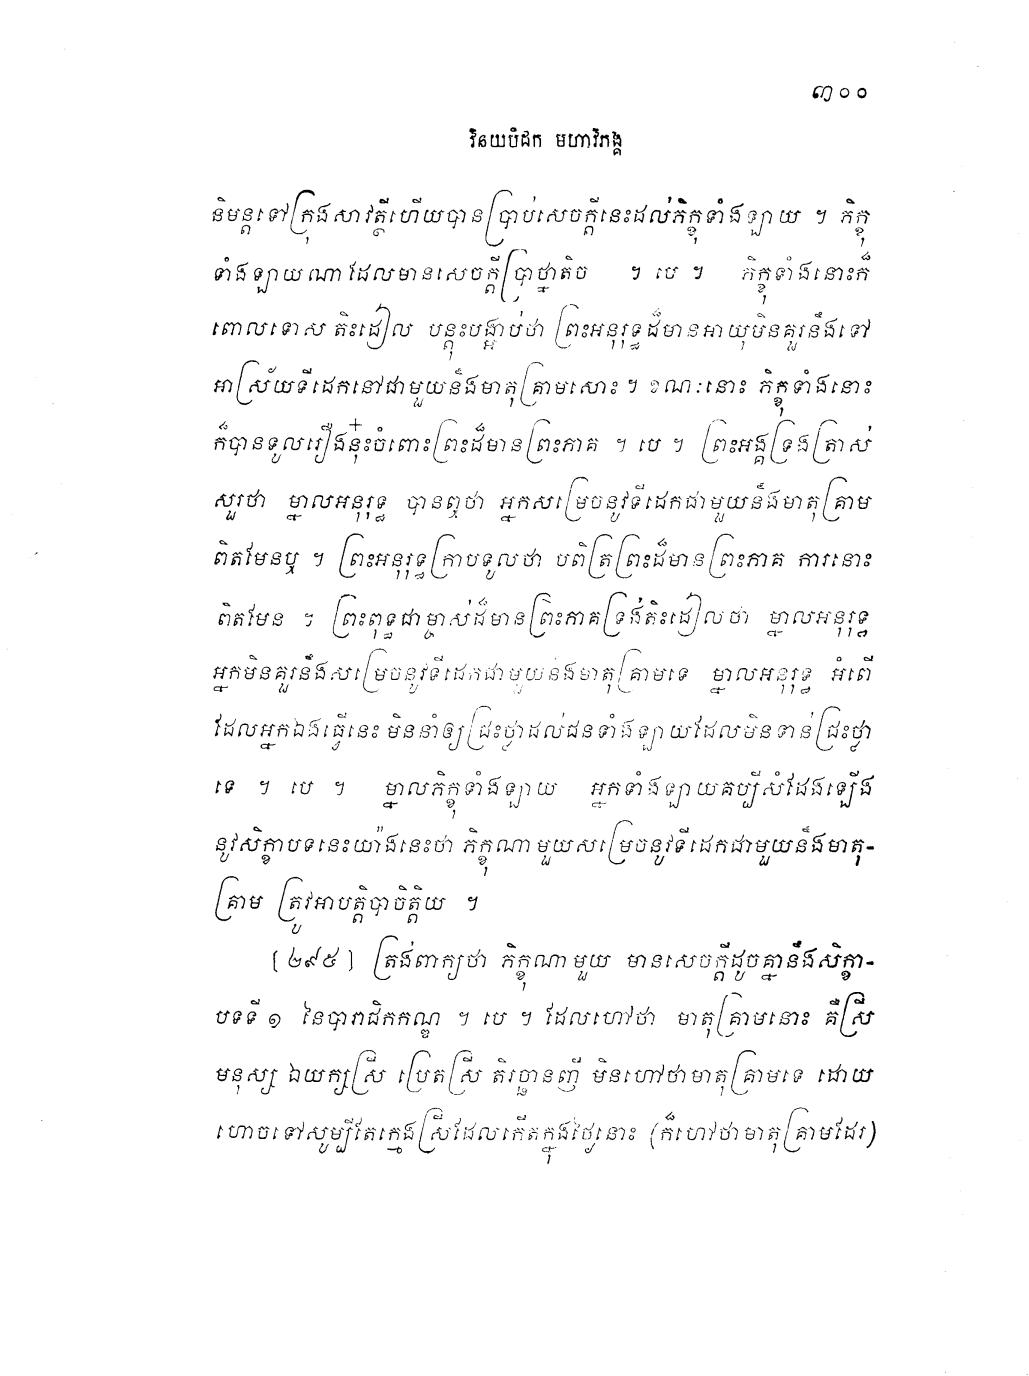 ៣០០
វិនយបិដក មហាវិភង្គ
និមន្តទៅក្រុងសាវត្ថីហើយបានប្រាប់សេចក្តីនេះដល់ភិក្ខុទាំងឡាយ ។ ភិក្ខុ
ទាំងឡាយណាដែលមានសេចក្តីប្រាថ្នាតិច ។ បេ ។ ភិក្ខុទាំងនោះក៏
ពោលទោស តិះដៀល បន្តុះបង្អាប់ថា ព្រះអនុរុទ្ធដ៏មានអាយុមិនគួរនឹងទៅ
អាស្រ័យទីដេកនៅជាមួយនឹងមាតុគ្រាមសោះ ។ ខណៈនោះ ភិក្ខុទាំងនោះ
ក៏បានទូលរឿងនុ៎ះចំពោះព្រះដ៏មានព្រះភាគ ។ បេ ។ ព្រះអង្គទ្រង់ត្រាស់
សួរថា ម្នាលអនុរុទ្ធ បានឮថា អ្នកសម្រេចនូវទីដេកជាមួយនឹងមាតុគ្រាម
ពិតមែនឬ ។ ព្រះអនុរុទ្ធក្រាបទូលថា បពិត្រព្រះដ៏មានព្រះភាគ ការនោះ
ពិតមែន ។ ព្រះពុទ្ធជាម្ចាស់ដ៏មានព្រះភាគទ្រង់តិះដៀលថា ម្នាលអនុរុទ្ធ
អ្នកមិនគួរនឹងសម្រេចនូវទីដេកជាមួយនឹងមាតុគ្រាមទេ ម្នាលអនុរុទ្ធ អំពើ
ដែលអ្នកឯងធ្វើនេះ មិននាំឲ្យជ្រះថ្លាដល់ជនទាំងឡាយដែលមិនទាន់ជ្រះថ្លា
ទេ ។ បេ ។ ម្នាលភិក្ខុទាំងឡាយ អ្នកទាំងឡាយគប្បីសំដែងឡើង
នូវសិក្ខាបទនេះយ៉ាងនេះថា ភិក្ខុណាមួយសម្រេចនូវទីដេកជាមួយនឹងមាតុ-
គ្រាម ត្រូវអាបត្តិបាចិត្តិយ ។
[២៩៥] ត្រង់ពាក្យថា ភិក្ខុណាមួយ មានសេចក្តីដូចគ្នានឹងសិក្ខា-
បទទី ១ នៃបារាជិកកណ្ឌ ។ បេ ។ ដែលហៅថា មាតុគ្រាមនោះ គឺស្រី
មនុស្ស ឯយក្សស្រី ប្រេតស្រី តិរច្ឆានញី មិនហៅថាមាតុគ្រាមទេ ដោយ
ហោចទៅសូម្បីតែក្មេងស្រីដែលកើតក្នុងថ្ងៃនោះ (ក៏ហៅថាមាតុគ្រាមដែរ)